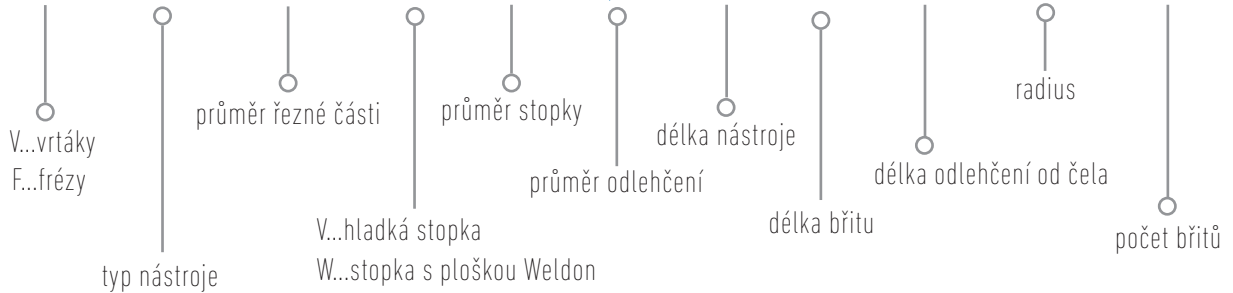 V...vrtáky
F...frézy
typ nástroje
průměr řezné části
V...hladká stopka
W...stopka s ploškou Weldon
průměr stopky
průměr odlehčení
délka nástroje
délka břitu
délka odlehčení od čela
radius
počet břitů